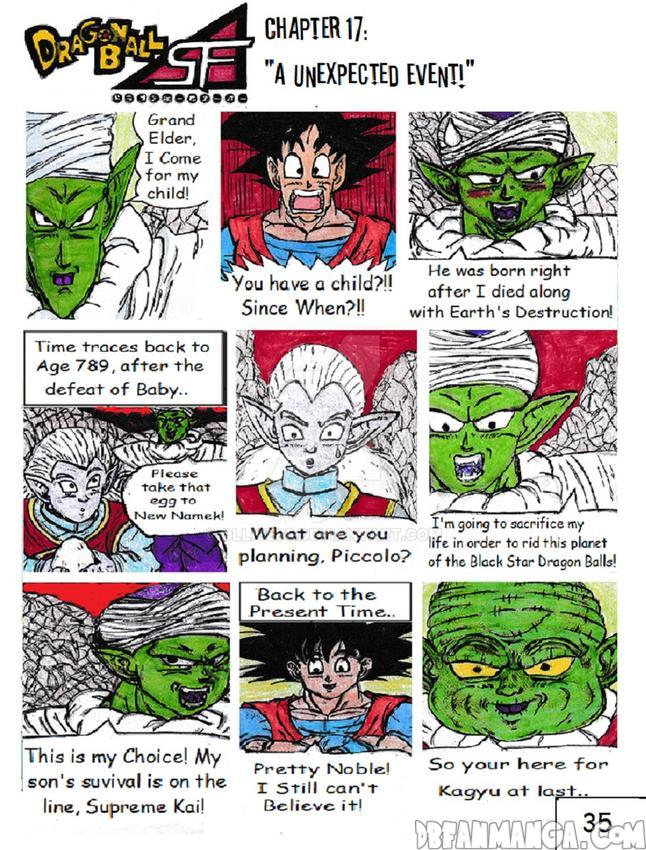 DRAGON
BALL
SF
CHAPTER 17:
"A UNEXPECTED EVENT!"
Grand
Elder,
I Come
for my
child!
You have a child?!!
Since When?!!
He was born right
after I died along
with Earth's Destruction!
Time traces back to
Age 789, after the
defeat of Baby..
Please
take that
egg to
New Namek!
What are you
planning, Piccolo?
I'm going to sacrifice my
life in order to rid this planet
of the Black Star Dragon Balls!
This is my Choice! My
son's suvival is on the
line, Supreme Kai!
Back to the
Present Time..
Pretty Noble!
I Still can't
Believe it!
So your here for
Kagyu at last..
35
DBFANMANGA.COM